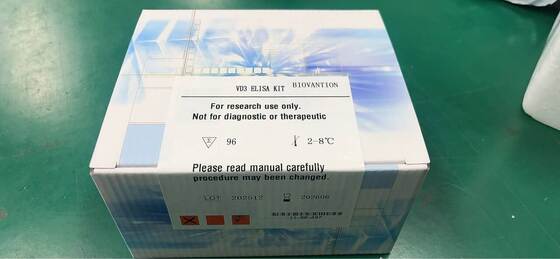 VD3 ELISA KIT BIOVANTION
For research use only.
Not for diagnostic or therapeutic
Σ 96 2-8℃
Please read manual carefully
procedure may been changed.
LOT 202512 202606